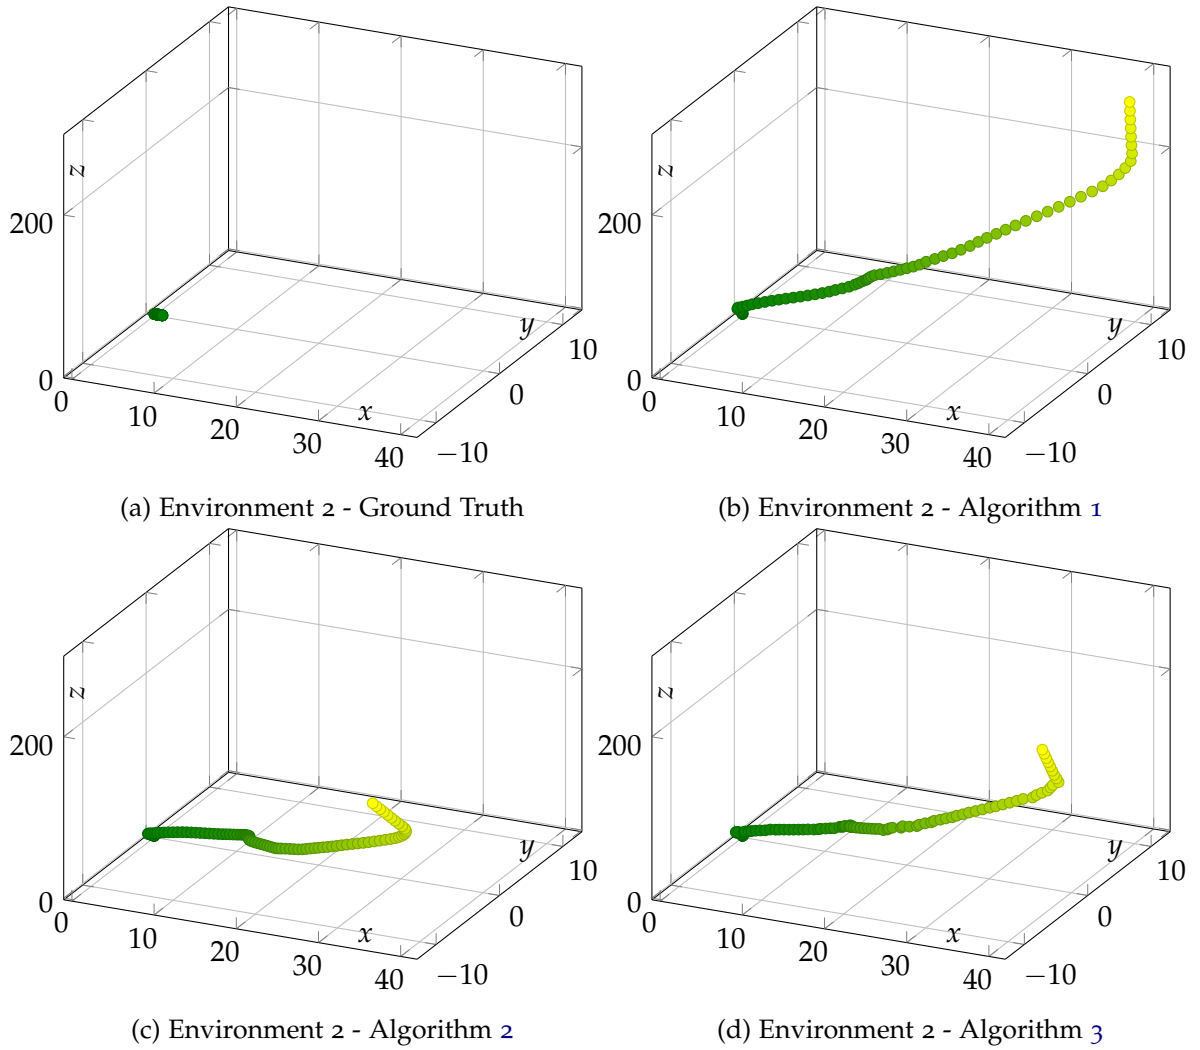 z
z
200
200
y
y
10
10
0
0
0
0
x
x
0
0
10
10
20
20
30
30
40
40
−10
−10
(a) Environment 2 - Ground Truth
(b) Environment 2 - Algorithm 1
z
z
200
200
y
y
10
10
0
0
0
0
x
x
0
0
10
10
20
20
30
30
40
40
−10
−10
(c) Environment 2 - Algorithm 2
(d) Environment 2 - Algorithm 3